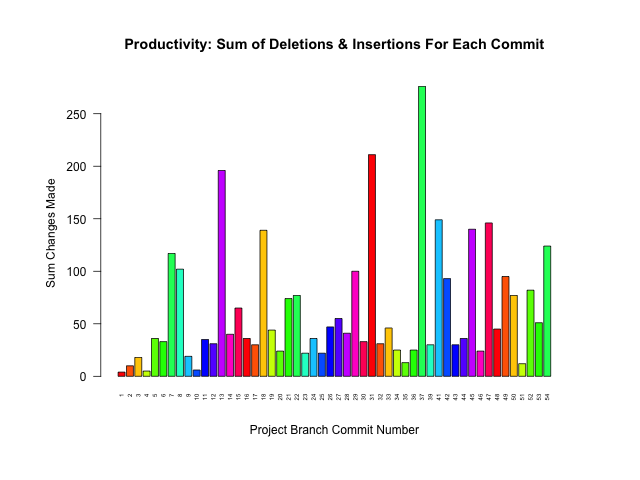 Productivity: Sum of Deletions & Insertions For Each Commit
Sum Changes Made
250
200
150
100
50
0
1 2 3 4 5 6 7 8 9 10 11 12 13 14 15 16 17 18 19 20 21 22 23 24 25 26 27 28 29 30 31 32 33 34 35 36 37 39 41 42 43 44 45 46 47 48 49 50 51 52 53 54
Project Branch Commit Number